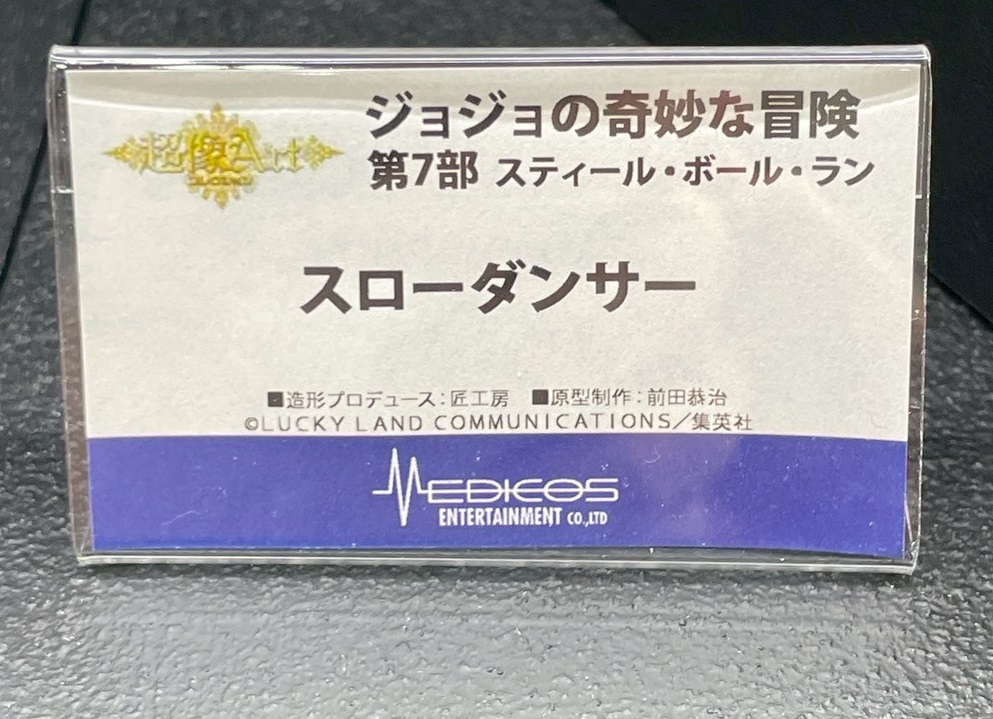 超像Art
ジョジョの奇妙な冒険
第7部 スティール・ボール・ラン
スローダンサー
■造形プロデュース:匠工房 ■原型制作:前田恭治
©LUCKY LAND COMMUNICATIONS/集英社
MEDICOS
ENTERTAINMENT CO.,LTD